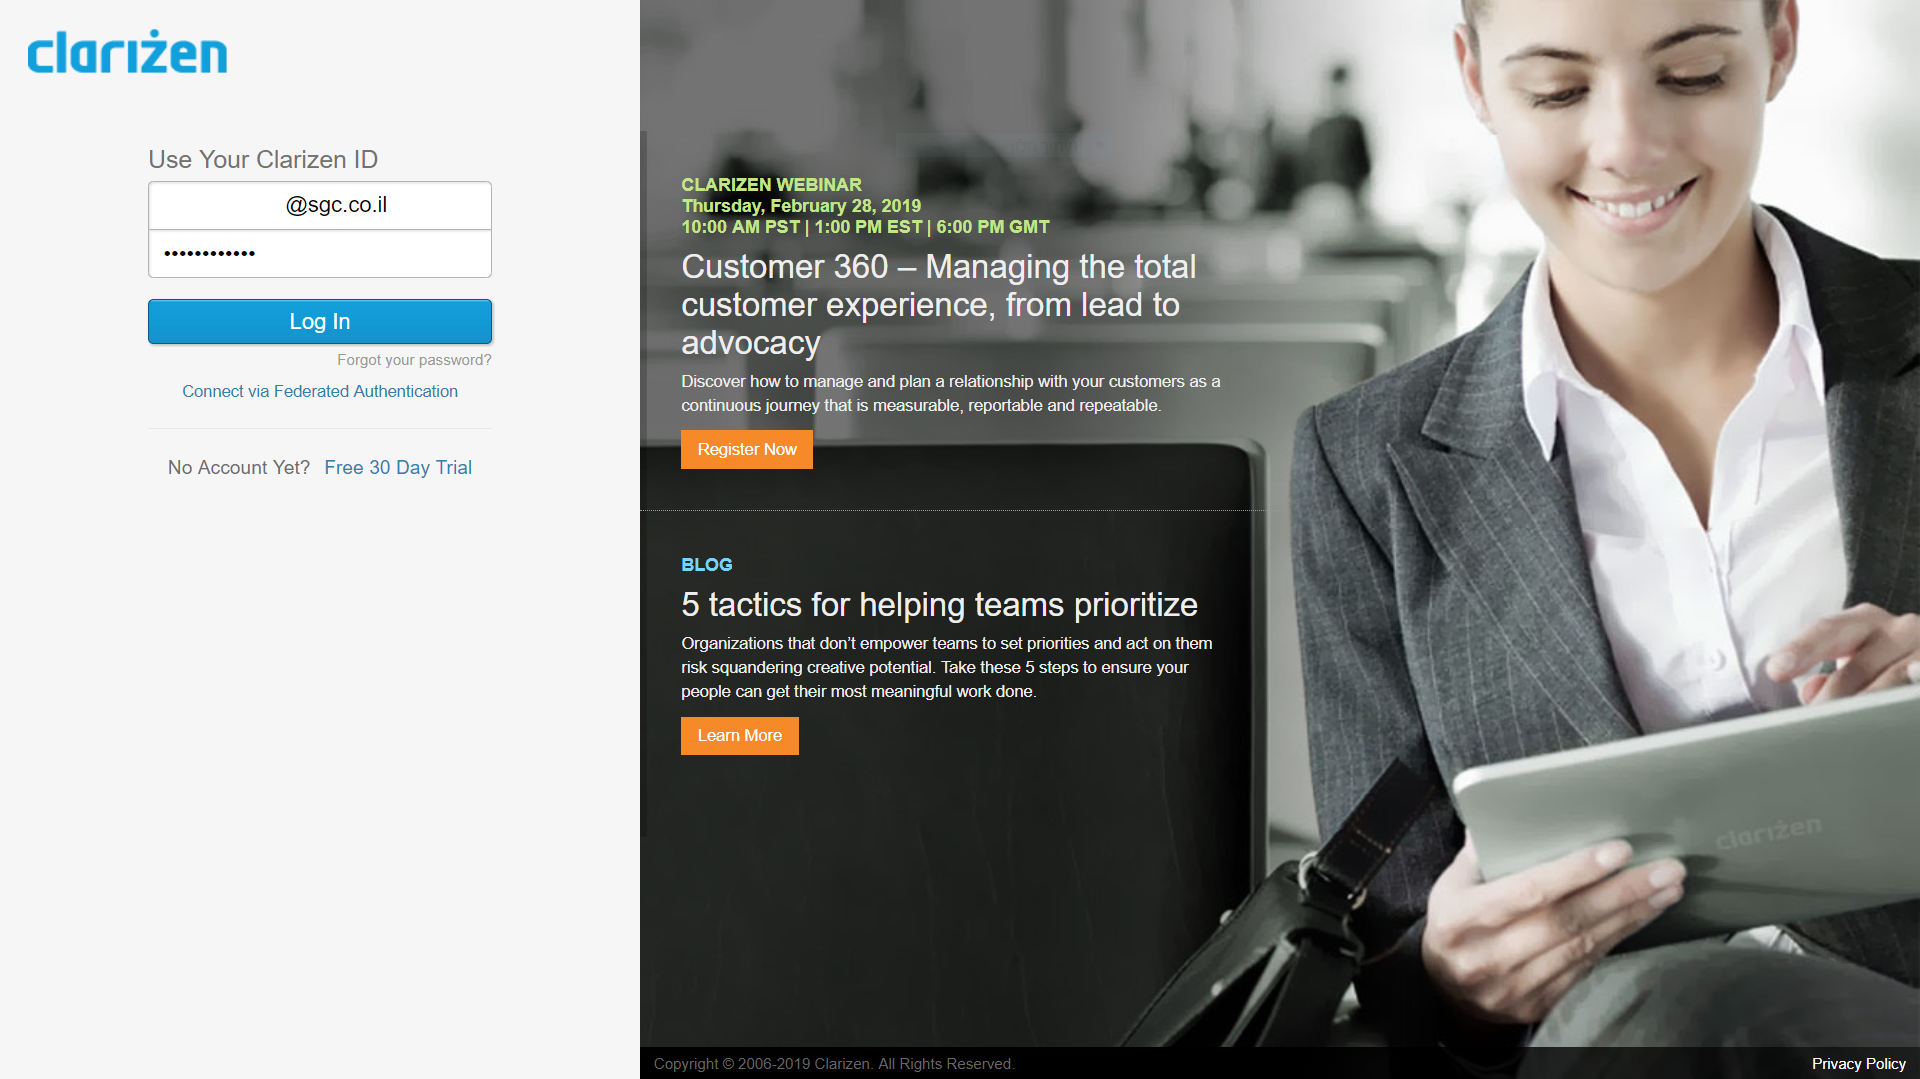 clarizen
Use Your Clarizen ID
@sgc.co.il
••••••••••••
Log In
Forgot your password?
Connect via Federated Authentication
No Account Yet? Free 30 Day Trial
CLARIZEN WEBINAR
Thursday, February 28, 2019
10:00 AM PST | 1:00 PM EST | 6:00 PM GMT
Customer 360 – Managing the total
customer experience, from lead to
advocacy
Discover how to manage and plan a relationship with your customers as a
continuous journey that is measurable, reportable and repeatable.
Register Now
BLOG
5 tactics for helping teams prioritize
Organizations that don’t empower teams to set priorities and act on them
risk squandering creative potential. Take these 5 steps to ensure your
people can get their most meaningful work done.
Learn More
clarizen
Copyright © 2006-2019 Clarizen. All Rights Reserved.
Privacy Policy